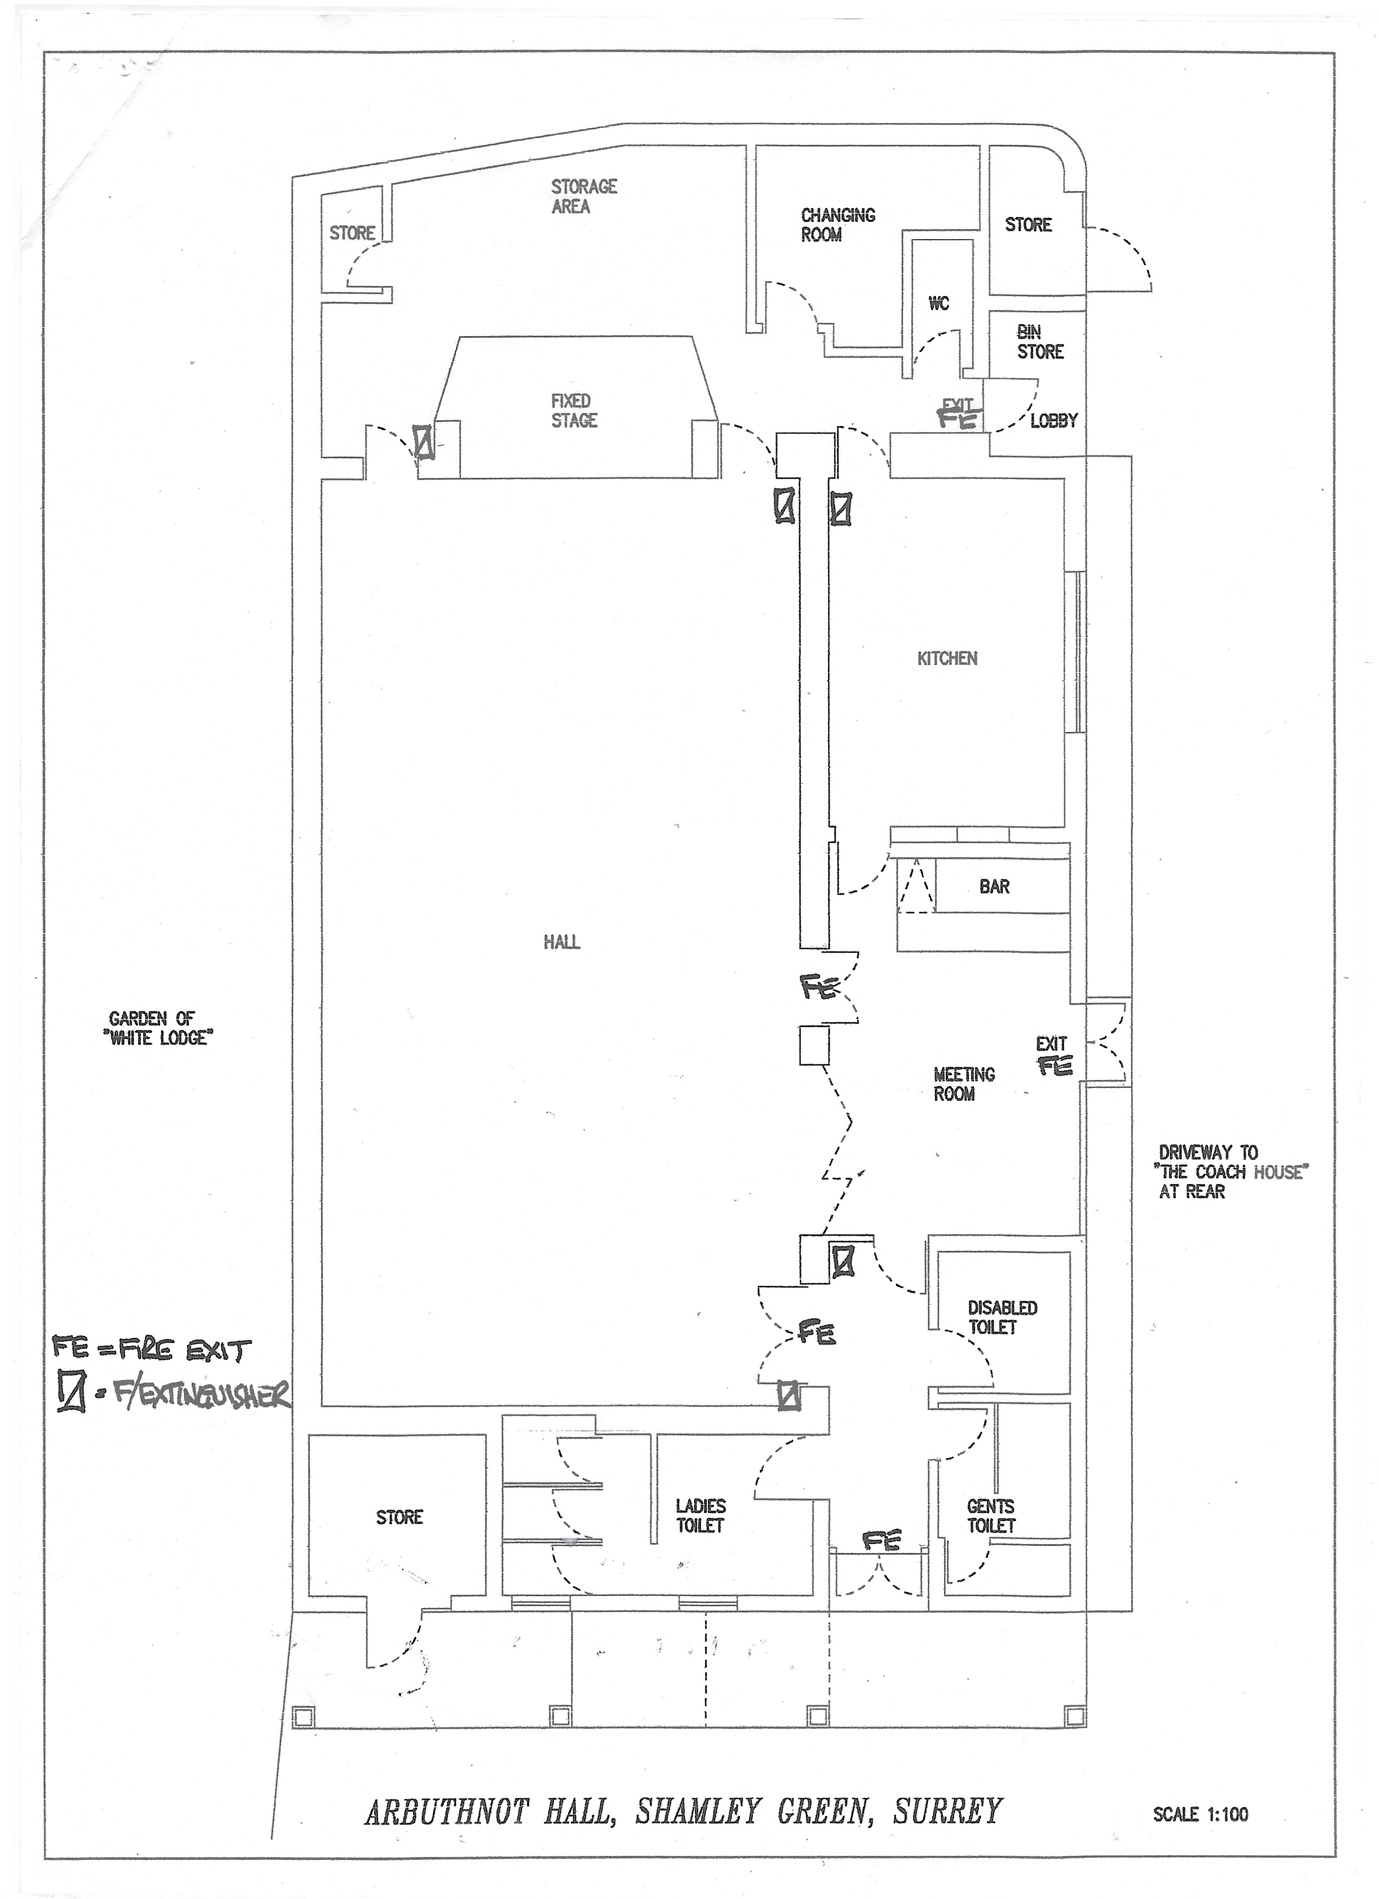 STORAGE
AREA
STORE
CHANGING
ROOM
STORE
WC
BIN
STORE
FIXED
STAGE
EXIT
FE
LOBBY
KITCHEN
BAR
HALL
FE
GARDEN OF
"WHITE LODGE"
EXIT
FE
MEETING
ROOM
DRIVEWAY TO
"THE COACH HOUSE"
AT REAR
DISABLED
TOILET
FE
FE = FIRE EXIT
= F/EXTINGUISHER
STORE
LADIES
TOILET
GENTS
TOILET
FE
ARBUTHNOT HALL, SHAMLEY GREEN, SURREY
SCALE 1:100